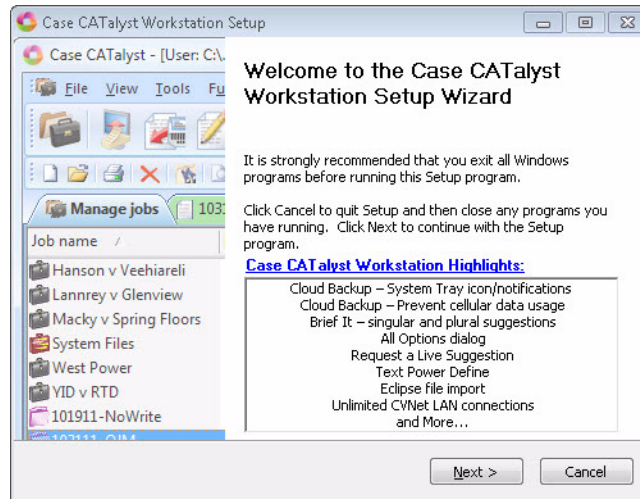 Case CATalyst Workstation Setup
Case CATalyst - [User: C:\.
File View Tools Fu
Manage jobs
Job name
Hanson v Veehiareli
Lannrey v Glenview
Macky v Spring Floors
System Files
West Power
YID v RTD
101911-NoWrite
Welcome to the Case CATalyst
Workstation Setup Wizard
It is strongly recommended that you exit all Windows
programs before running this Setup program.
Click Cancel to quit Setup and then close any programs you
have running. Click Next to continue with the Setup
program.
Case CATalyst Workstation Highlights:
Cloud Backup – System Tray icon/notifications
Cloud Backup – Prevent cellular data usage
Brief It – singular and plural suggestions
All Options dialog
Request a Live Suggestion
Text Power Define
Eclipse file import
Unlimited CVNet LAN connections
and More...
Next >
Cancel